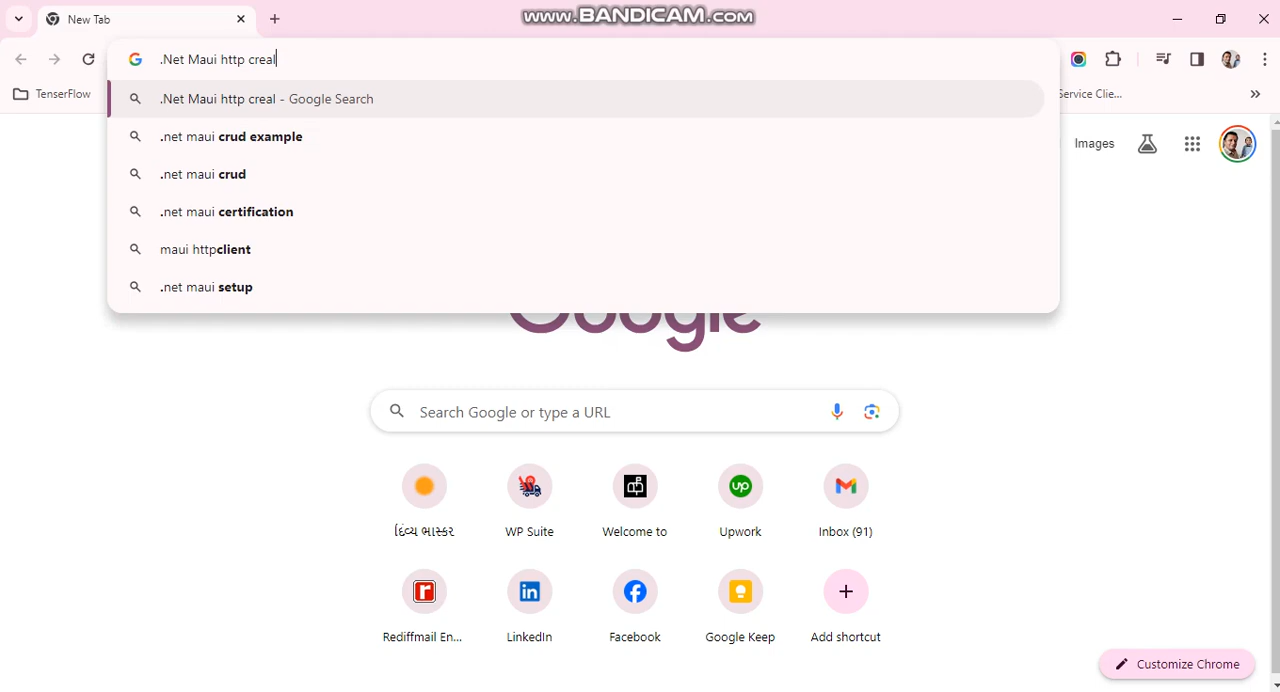 www.BANDICAM.com
New Tab
.Net Maui http creal
TenserFlow
Service Clie...
.Net Maui http creal - Google Search
.net maui crud example
.net maui crud
.net maui certification
maui httpclient
.net maui setup
Images
Google
Search Google or type a URL
દિવ્ય ભાસ્કર
WP Suite
Welcome to
Upwork
Inbox (91)
Rediffmail En...
LinkedIn
Facebook
Google Keep
Add shortcut
Customize Chrome